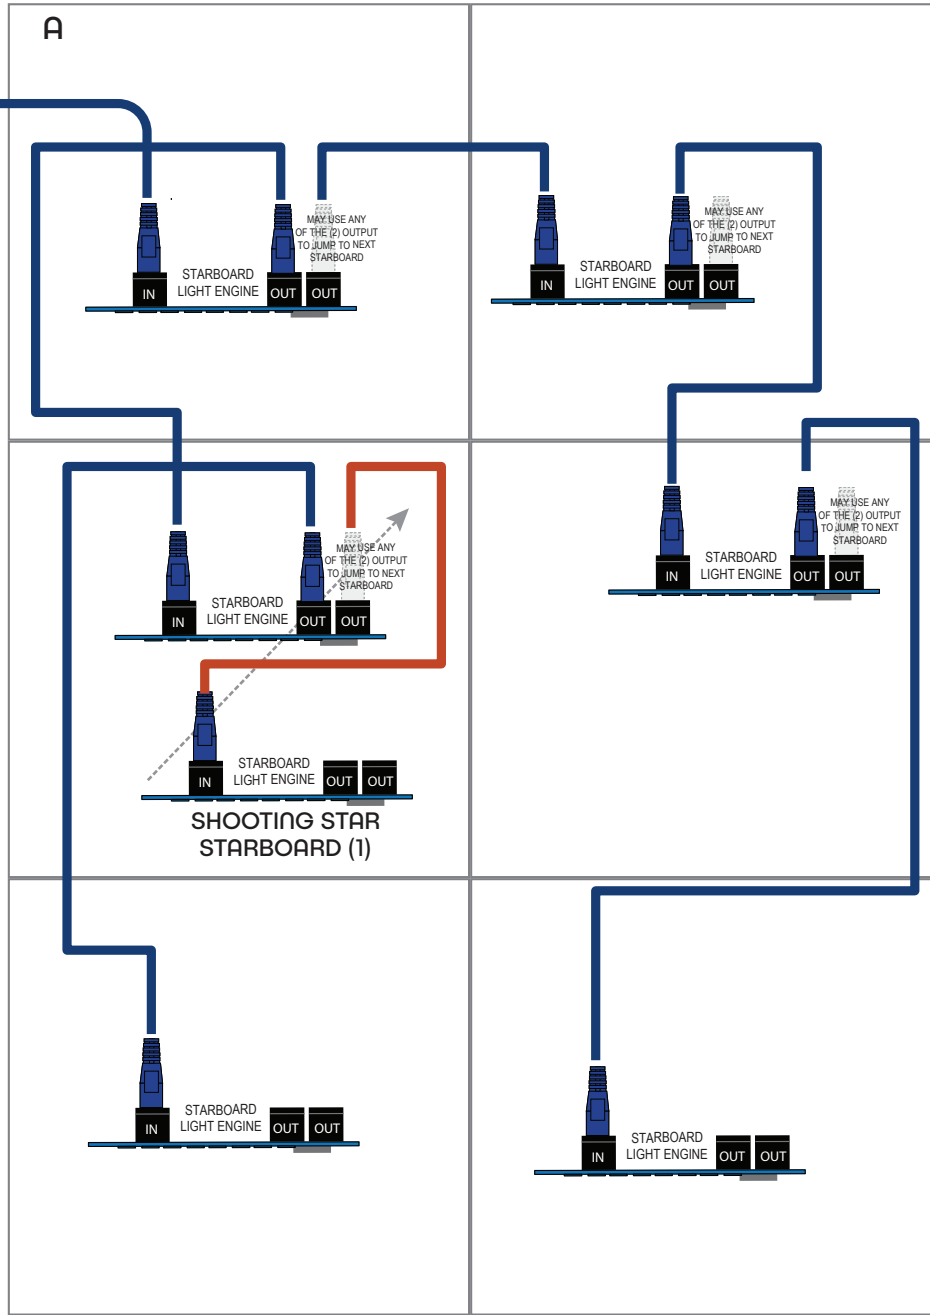 A
MAY USE ANY
OF THE (2) OUTPUT
TO JUMP TO NEXT
STARBOARD
STARBOARD
LIGHT ENGINE
IN
OUT
OUT
MAY USE ANY
OF THE (2) OUTPUT
TO JUMP TO NEXT
STARBOARD
STARBOARD
LIGHT ENGINE
IN
OUT
OUT
MAY USE ANY
OF THE (2) OUTPUT
TO JUMP TO NEXT
STARBOARD
STARBOARD
LIGHT ENGINE
IN
OUT
OUT
MAY USE ANY
OF THE (2) OUTPUT
TO JUMP TO NEXT
STARBOARD
STARBOARD
LIGHT ENGINE
IN
OUT
OUT
STARBOARD
LIGHT ENGINE
IN
OUT
OUT
SHOOTING STAR
STARBOARD (1)
STARBOARD
LIGHT ENGINE
IN
OUT
OUT
STARBOARD
LIGHT ENGINE
IN
OUT
OUT